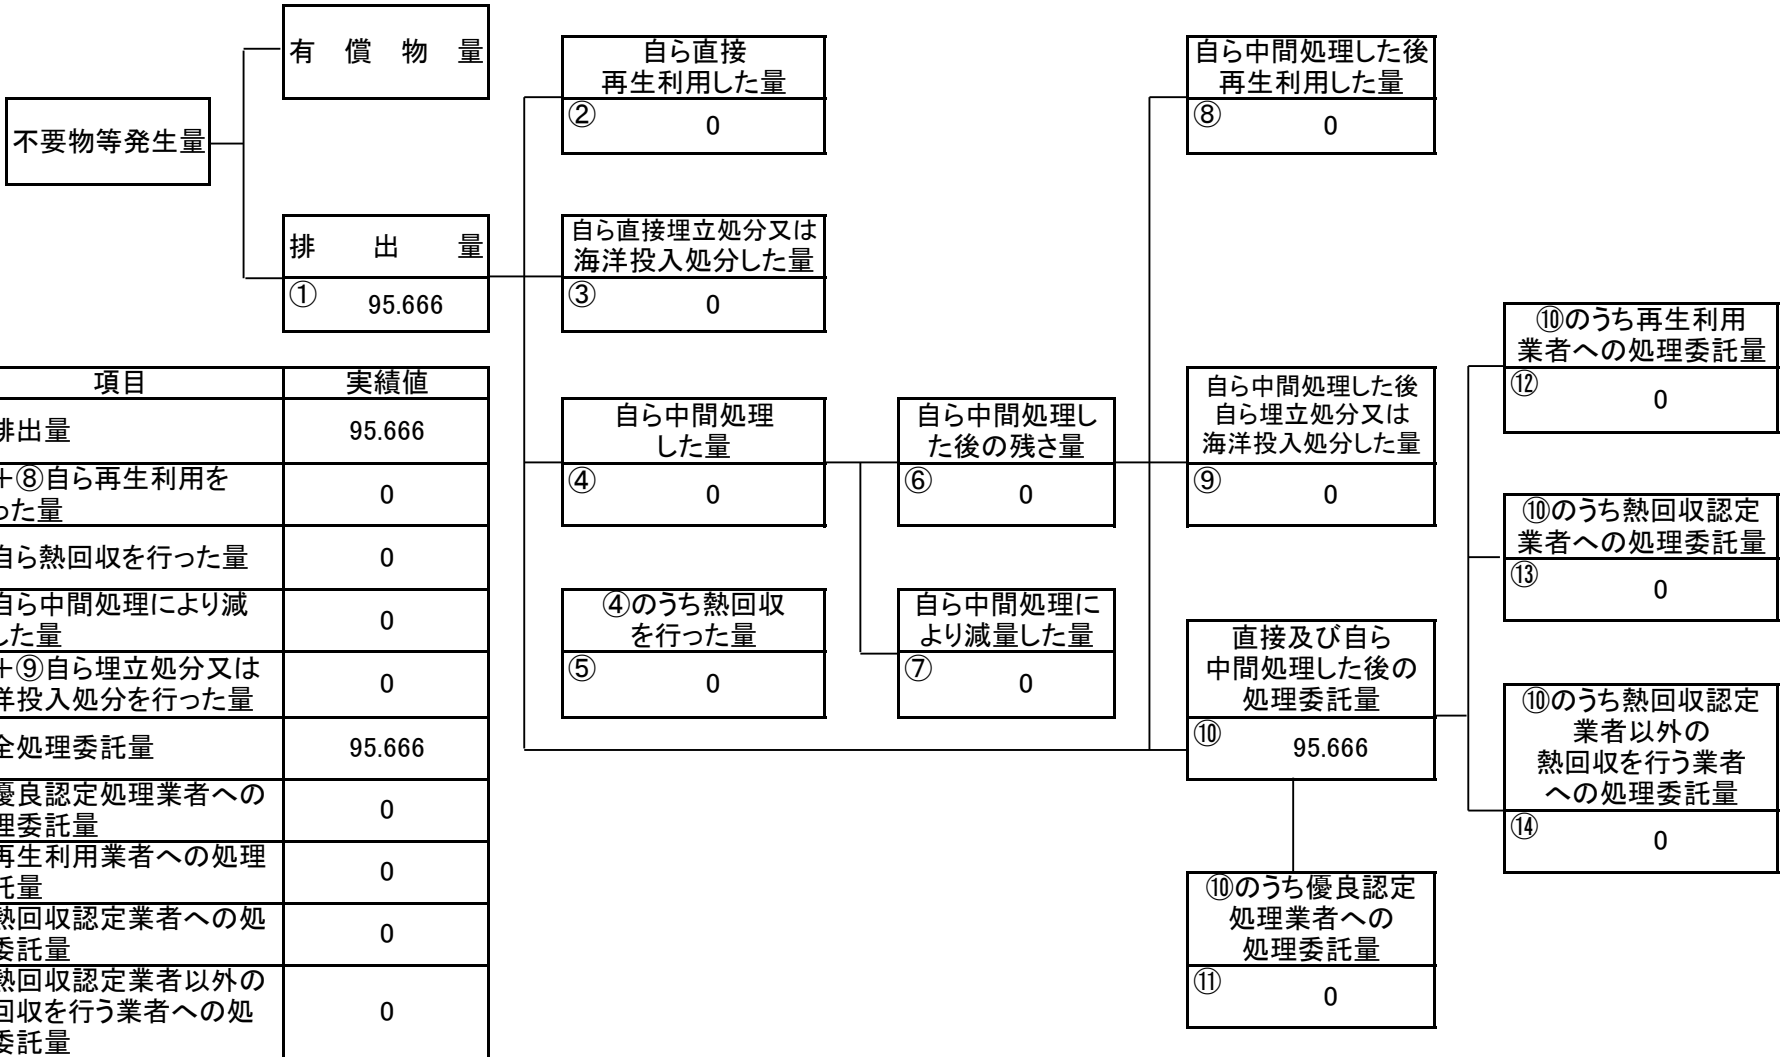 有償物量
不要物等発生量
排出量
① 95.666
自ら直接
再生利用した量
② 0
自ら直接埋立処分又は
海洋投入処分した量
③ 0
自ら中間処理
した量
④ 0
④のうち熱回収
を行った量
⑤ 0
自ら中間処理し
た後の残さ量
⑥ 0
自ら中間処理に
より減量した量
⑦ 0
自ら中間処理した後
再生利用した量
⑧ 0
自ら中間処理した後
自ら埋立処分又は
海洋投入処分した量
⑨ 0
直接及び自ら
中間処理した後の
処理委託量
⑩ 95.666
⑩のうち優良認定
処理業者への
処理委託量
⑪ 0
⑩のうち再生利用
業者への処理委託量
⑫ 0
⑩のうち熱回収認定
業者への処理委託量
⑬ 0
⑩のうち熱回収認定
業者以外の
熱回収を行う業者
への処理委託量
⑭ 0
項目 実績値
排出量 95.666
+⑧自ら再生利用を
った量 0
自ら熱回収を行った量 0
自ら中間処理により減
した量 0
+⑨自ら埋立処分又は
洋投入処分を行った量 0
全処理委託量 95.666
優良認定処理業者への
理委託量 0
再生利用業者への処理
託量 0
熱回収認定業者への処
委託量 0
熱回収認定業者以外の
回収を行う業者への処
委託量 0